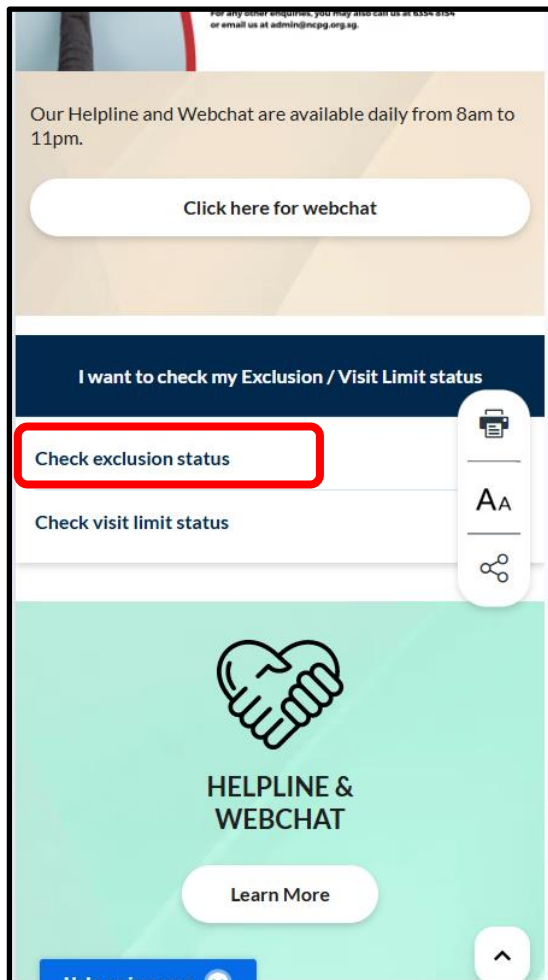 For any other enquiries, you may also call us at 6354 8154
or email us at admin@ncpg.org.sg.
Our Helpline and Webchat are available daily from 8am to
11pm.
Click here for webchat
I want to check my Exclusion / Visit Limit status
Check exclusion status
AA
Check visit limit status
HELPLINE &
WEBCHAT
Learn More